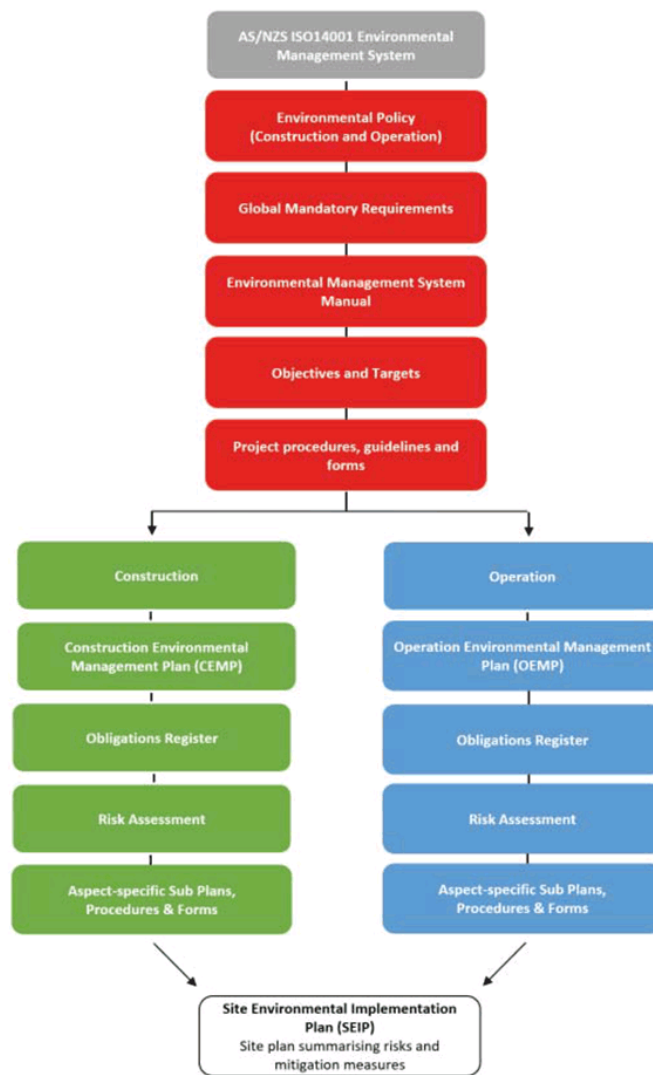 AS/NZS ISO14001 Environmental
Management System
Environmental Policy
(Construction and Operation)
Global Mandatory Requirements
Environmental Management System
Manual
Objectives and Targets
Project procedures, guidelines and
forms
Construction
Construction Environmental
Management Plan (CEMP)
Obligations Register
Risk Assessment
Aspect-specific Sub Plans,
Procedures & Forms
Operation
Operation Environmental Management
Plan (OEMP)
Obligations Register
Risk Assessment
Aspect-specific Sub Plans,
Procedures & Forms
Site Environmental Implementation
Plan (SEIP)
Site plan summarising risks and
mitigation measures